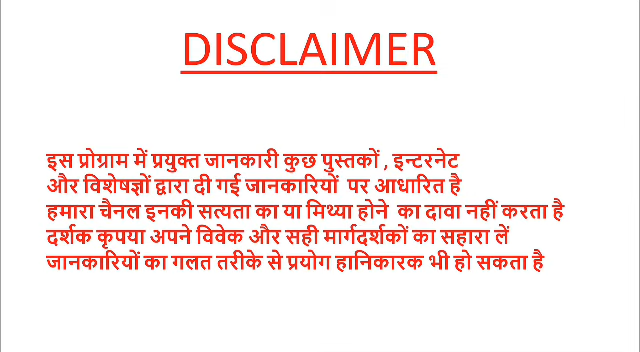 DISCLAIMER
इस प्रोग्राम में प्रयुक्त जानकारी कुछ पुस्तकों , इन्टरनेट
और विशेषज्ञों द्वारा दी गई जानकारियों पर आधारित है
हमारा चैनल इनकी सत्यता का या मिथ्या होने का दावा नहीं करता है
दर्शक कृपया अपने विवेक और सही मार्गदर्शकों का सहारा लें
जानकारियों का गलत तरीके से प्रयोग हानिकारक भी हो सकता है